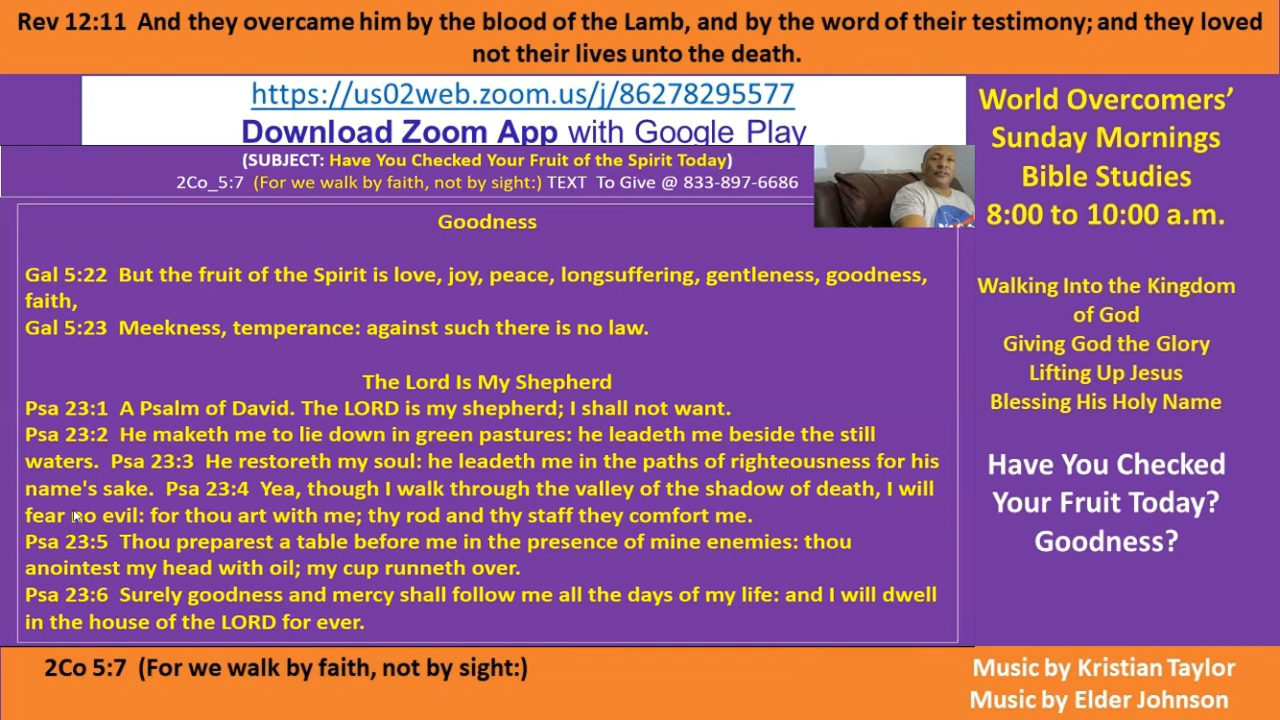 Rev 12:11 And they overcame him by the blood of the Lamb, and by the word of their testimony; and they loved
not their lives unto the death.
https://us02web.zoom.us/j/86278295577
Download Zoom App with Google Play
(SUBJECT: Have You Checked Your Fruit of the Spirit Today)
2Co_5:7 (For we walk by faith, not by sight:) TEXT To Give @ 833-897-6686
Goodness
Gal 5:22 But the fruit of the Spirit is love, joy, peace, longsuffering, gentleness, goodness,
faith,
Gal 5:23 Meekness, temperance: against such there is no law.
The Lord Is My Shepherd
Psa 23:1 A Psalm of David. The LORD is my shepherd; I shall not want.
Psa 23:2 He maketh me to lie down in green pastures: he leadeth me beside the still
waters. Psa 23:3 He restoreth my soul: he leadeth me in the paths of righteousness for his
name's sake. Psa 23:4 Yea, though I walk through the valley of the shadow of death, I will
fear no evil: for thou art with me; thy rod and thy staff they comfort me.
Psa 23:5 Thou preparest a table before me in the presence of mine enemies: thou
anointest my head with oil; my cup runneth over.
Psa 23:6 Surely goodness and mercy shall follow me all the days of my life: and I will dwell
in the house of the LORD for ever.
World Overcomers’
Sunday Mornings
Bible Studies
8:00 to 10:00 a.m.
Walking Into the Kingdom
of God
Giving God the Glory
Lifting Up Jesus
Blessing His Holy Name
Have You Checked
Your Fruit Today?
Goodness?
2Co 5:7 (For we walk by faith, not by sight:)
Music by Kristian Taylor
Music by Elder Johnson